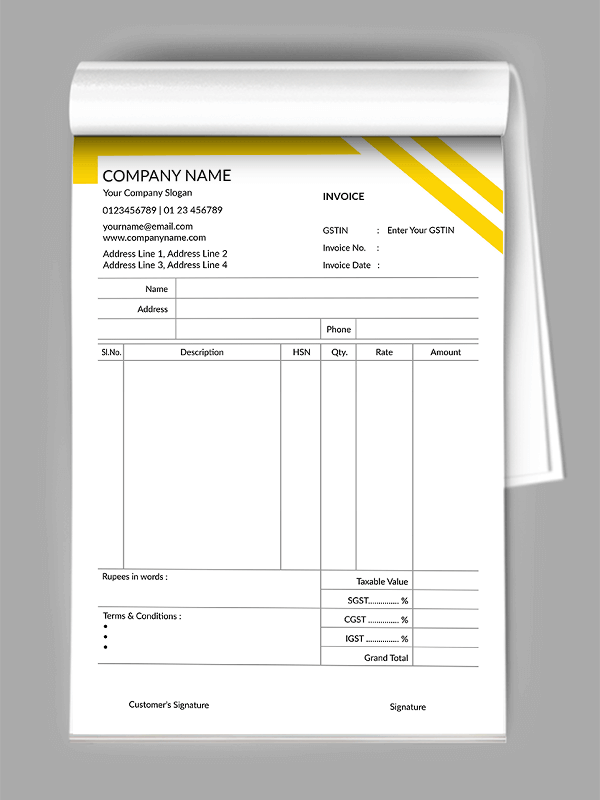 COMPANY NAME
Your Company Slogan
0123456789 | 01 23 456789
yourname@email.com
www.companyname.com
Address Line 1, Address Line 2
Address Line 3, Address Line 4
INVOICE
GSTIN : Enter Your GSTIN
Invoice No. :
Invoice Date :
Name
Address
Phone
Sl.No. Description HSN Qty. Rate Amount
Rupees in words :
Terms & Conditions :
•
•
•
Taxable Value
SGST............... %
CGST ............... %
IGST ............... %
Grand Total
Customer's Signature
Signature